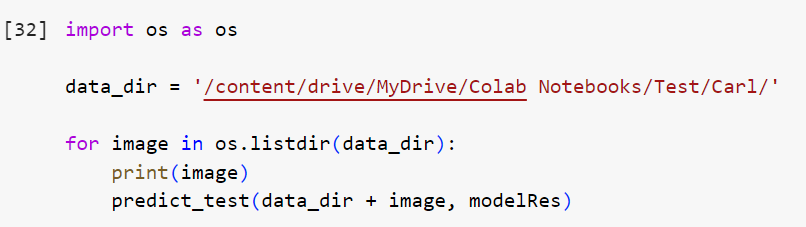 [32] import os as os
data_dir = '/content/drive/MyDrive/Colab Notebooks/Test/Carl/'
for image in os.listdir(data_dir):
print(image)
predict_test(data_dir + image, modelRes)